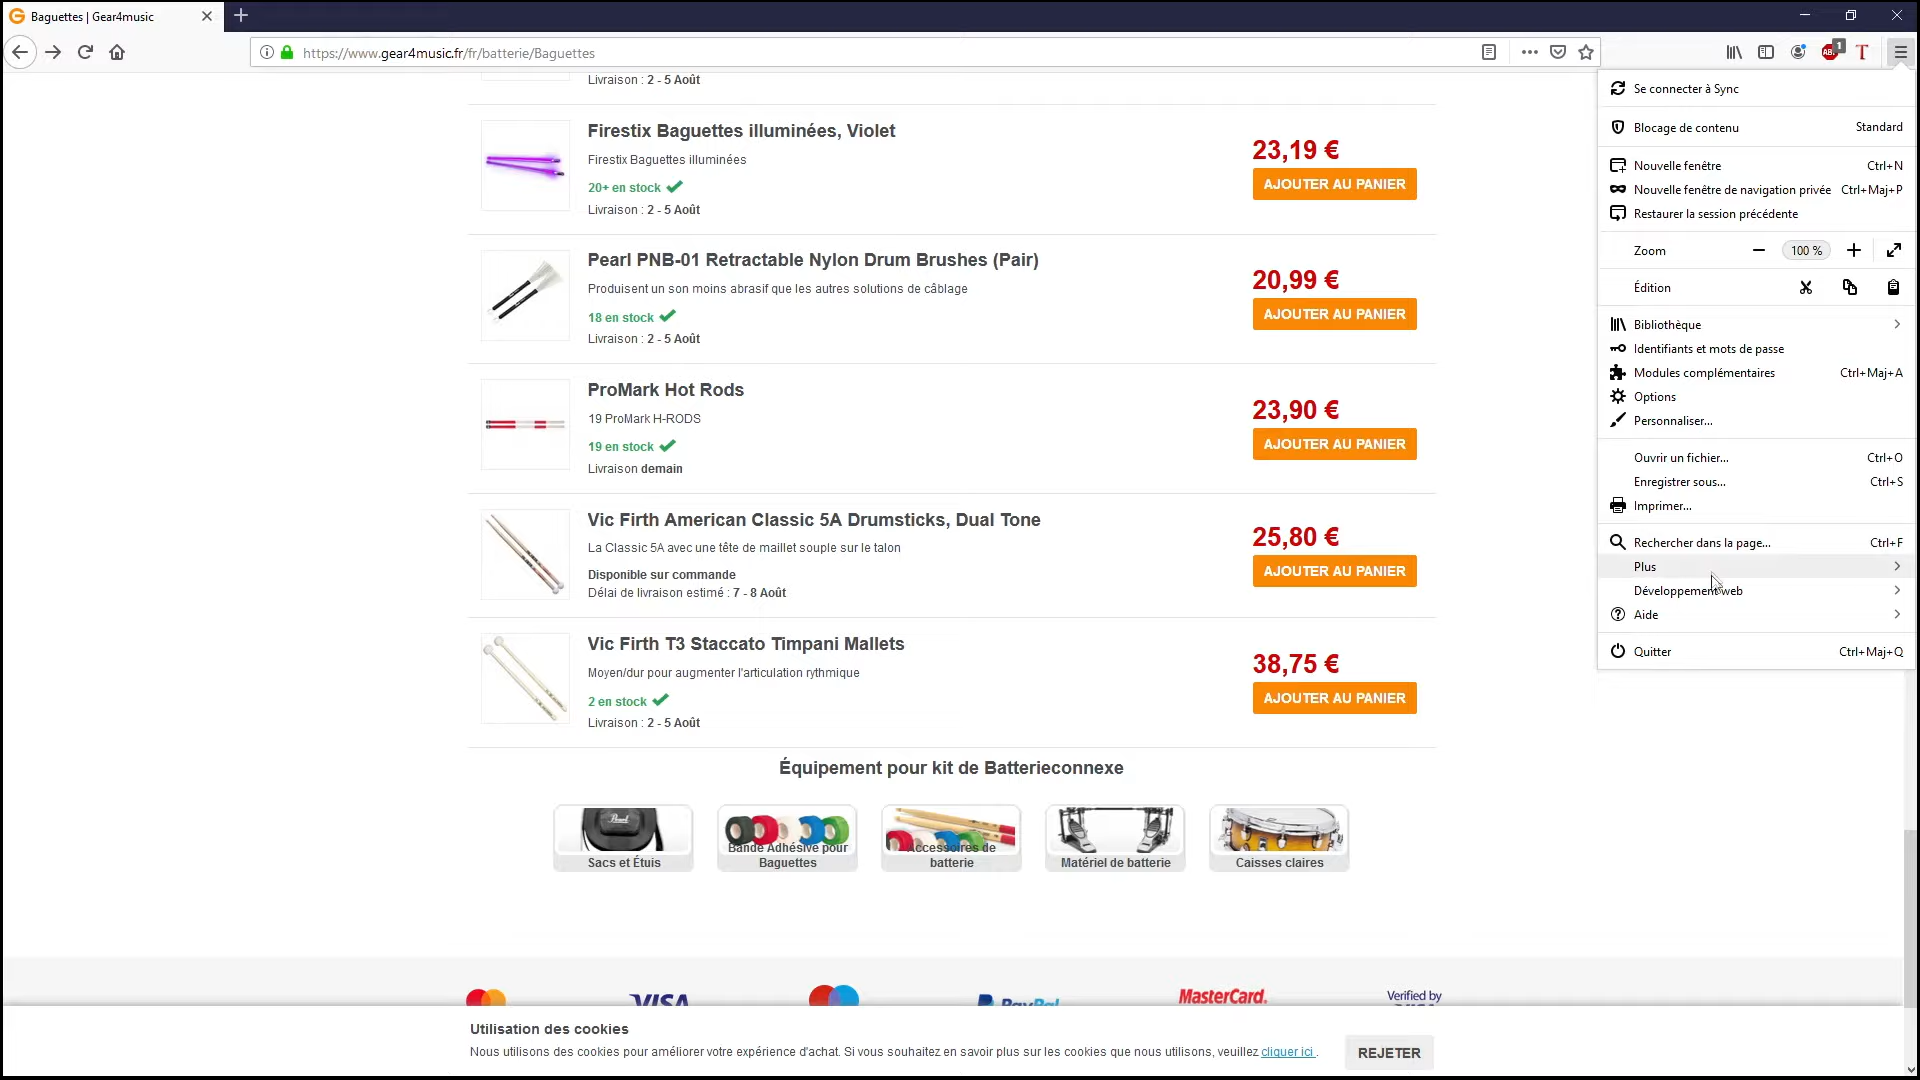 Baguettes | Gear4music
https://www.gear4music.fr/fr/batterie/Baguettes
ABP 1
T
Livraison : 2 - 5 Août
Firestix Baguettes illuminées, Violet
Firestix Baguettes illuminées
20+ en stock
Livraison : 2 - 5 Août
23,19 €
AJOUTER AU PANIER
Pearl PNB-01 Retractable Nylon Drum Brushes (Pair)
Produisent un son moins abrasif que les autres solutions de câblage
18 en stock
Livraison : 2 - 5 Août
20,99 €
AJOUTER AU PANIER
ProMark Hot Rods
19 ProMark H-RODS
19 en stock
Livraison demain
23,90 €
AJOUTER AU PANIER
Vic Firth American Classic 5A Drumsticks, Dual Tone
La Classic 5A avec une tête de maillet souple sur le talon
Disponible sur commande
Délai de livraison estimé : 7 - 8 Août
25,80 €
AJOUTER AU PANIER
Vic Firth T3 Staccato Timpani Mallets
Moyen/dur pour augmenter l'articulation rythmique
2 en stock
Livraison : 2 - 5 Août
38,75 €
AJOUTER AU PANIER
Équipement pour kit de Batterieconnexe
Pearl
Sacs et Étuis
Bande Adhésive pour
Baguettes
Accessoires de
batterie
Matériel de batterie
Caisses claires
VISA
PayPal
MasterCard.
Verified by
Utilisation des cookies
Nous utilisons des cookies pour améliorer votre expérience d'achat. Si vous souhaitez en savoir plus sur les cookies que nous utilisons, veuillez cliquer ici .
REJETER
Se connecter à Sync
Blocage de contenu Standard
Nouvelle fenêtre Ctrl+N
Nouvelle fenêtre de navigation privée Ctrl+Maj+P
Restaurer la session précédente
Zoom 100 %
Édition
Bibliothèque
Identifiants et mots de passe
Modules complémentaires Ctrl+Maj+A
Options
Personnaliser...
Ouvrir un fichier... Ctrl+O
Enregistrer sous... Ctrl+S
Imprimer...
Rechercher dans la page... Ctrl+F
Plus
Développement web
Aide
Quitter Ctrl+Maj+Q